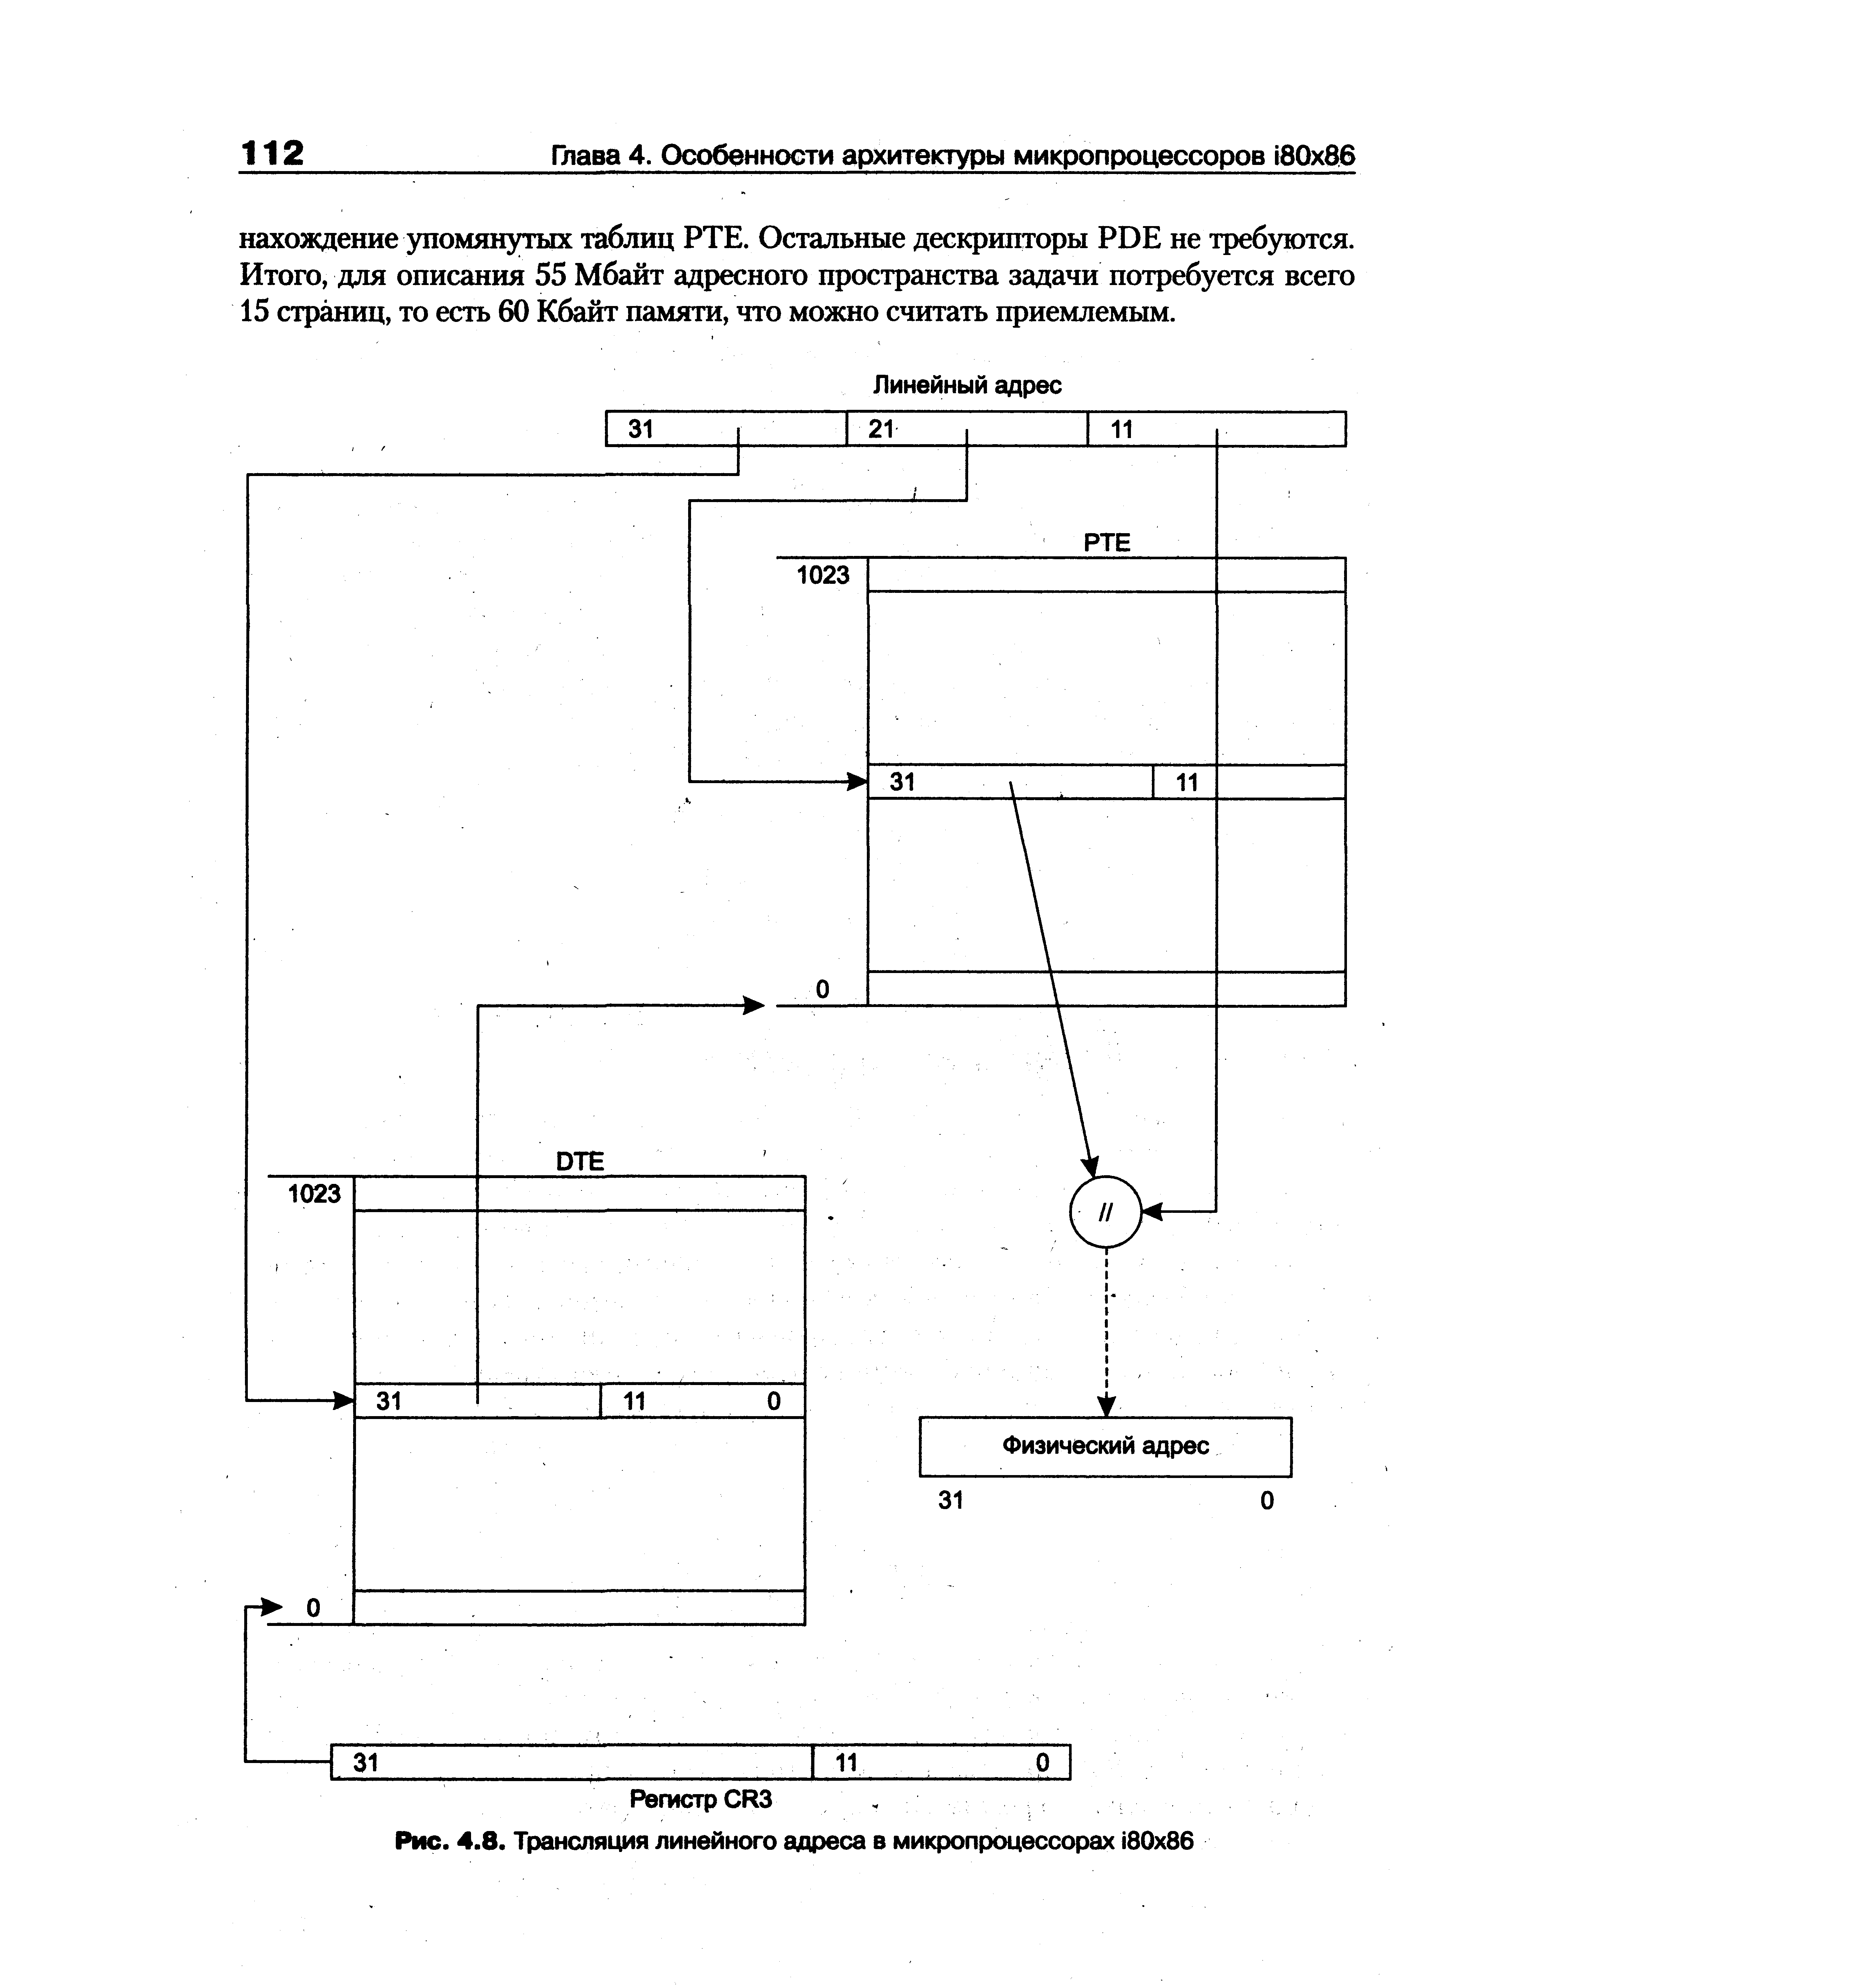 112 Глава 4. Особенности архитектуры микропроцессоров i80x86
нахождение упомянутых таблиц PTE. Остальные дескрипторы PDE не требуются.
Итого, для описания 55 Мбайт адресного пространства задачи потребуется всего
15 страниц, то есть 60 Кбайт памяти, что можно считать приемлемым.
Линейный адрес
31 21 11
PTE
1023
31 11
0
DTE
1023
//
31 11 0
Физический адрес
31 0
0
31 11 0
Регистр CR3
Рис. 4.8. Трансляция линейного адреса в микропроцессорах i80x86